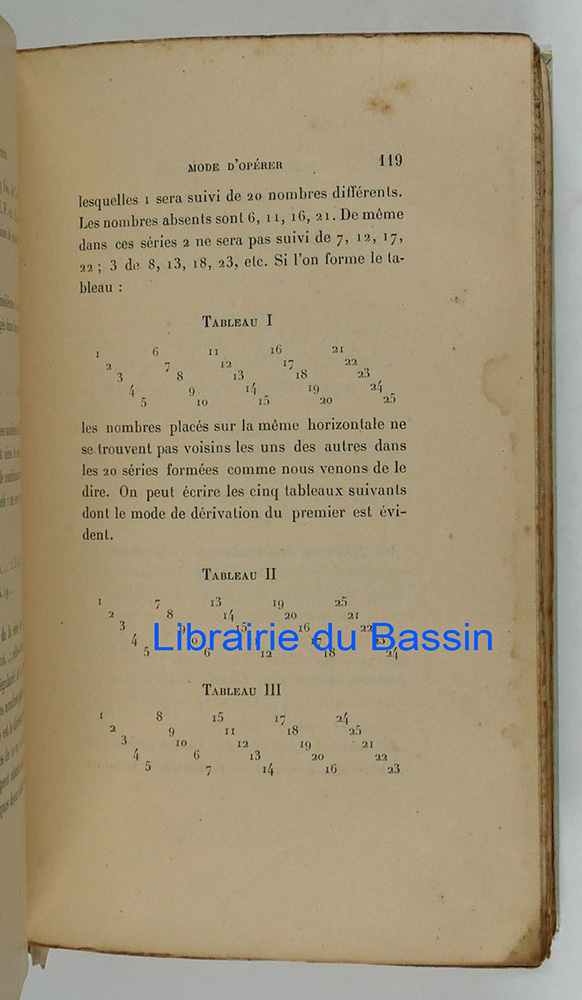 MODE D'OPÉRER 119
lesquelles 1 sera suivi de 20 nombres différents.
Les nombres absents sont 6, 11, 16, 21. De même
dans ces séries 2 ne sera pas suivi de 7, 12, 17,
22 ; 3 de 8, 13, 18, 23, etc. Si l'on forme le ta-
bleau :
TABLEAU I
1 6 11 16 21
2 7 12 17 22
3 8 13 18 23
4 9 14 19 24
5 10 15 20 25
les nombres placés sur la même horizontale ne
se trouvent pas voisins les uns des autres dans
les 20 séries formées comme nous venons de le
dire. On peut écrire les cinq tableaux suivants
dont le mode de dérivation du premier est évi-
dent.
TABLEAU II
1 7 13 19 25
2 8 14 20 21
3 15 16 22
4 10 17 23
5 6 12 18 24
Librairie du Bassin
TABLEAU III
1 8 15 17 24
2 9 11 18 25
3 10 12 19 21
4 6 13 20 22
5 7 14 16 23